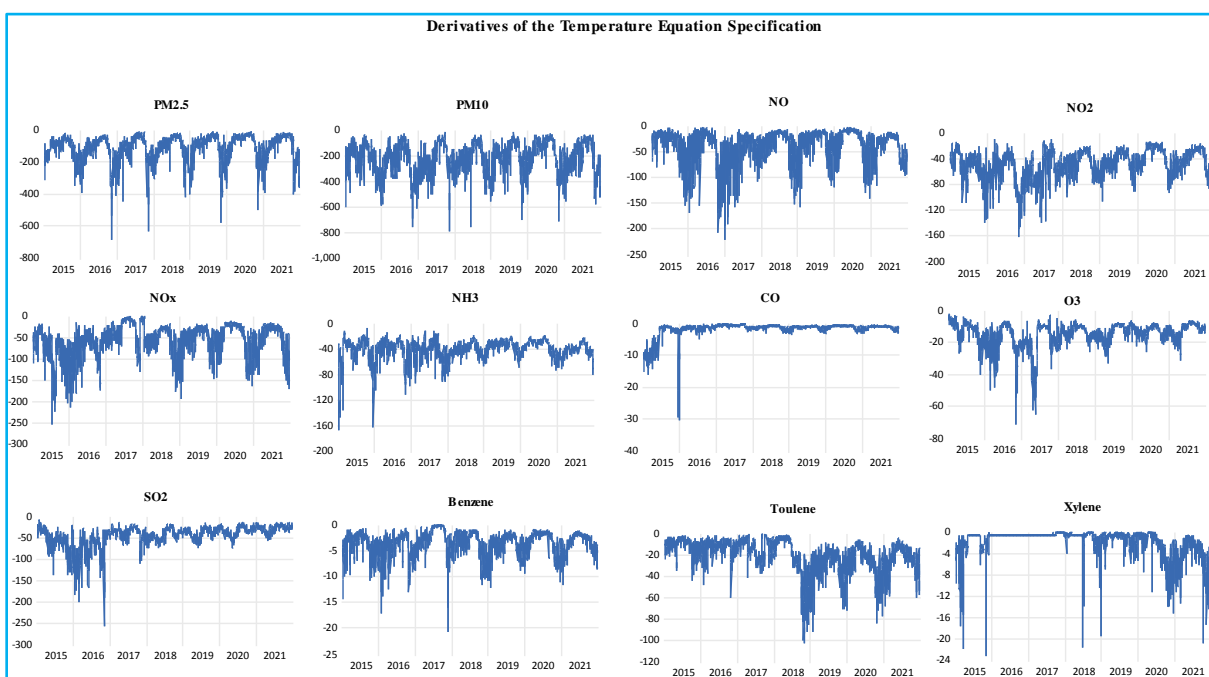 Derivatives of the Temperature Equation Specification
PM2.5
0
-200
-400
-600
-800
2015 2016 2017 2018 2019 2020 2021
PM10
0
-200
-400
-600
-800
-1,000
2015 2016 2017 2018 2019 2020 2021
NO
0
-50
-100
-150
-200
-250
2015 2016 2017 2018 2019 2020 2021
NO2
0
-40
-80
-120
-160
-200
2015 2016 2017 2018 2019 2020 2021
NOx
0
-50
-100
-150
-200
-250
-300
2015 2016 2017 2018 2019 2020 2021
NH3
0
-40
-80
-120
-160
-200
2015 2016 2017 2018 2019 2020 2021
CO
0
-10
-20
-30
-40
2015 2016 2017 2018 2019 2020 2021
O3
0
-20
-40
-60
-80
2015 2016 2017 2018 2019 2020 2021
SO2
0
-50
-100
-150
-200
-250
-300
2015 2016 2017 2018 2019 2020 2021
Benzene
0
-5
-10
-15
-20
-25
2015 2016 2017 2018 2019 2020 2021
Toulene
0
-20
-40
-60
-80
-100
-120
2015 2016 2017 2018 2019 2020 2021
Xylene
0
-4
-8
-12
-16
-20
-24
2015 2016 2017 2018 2019 2020 2021